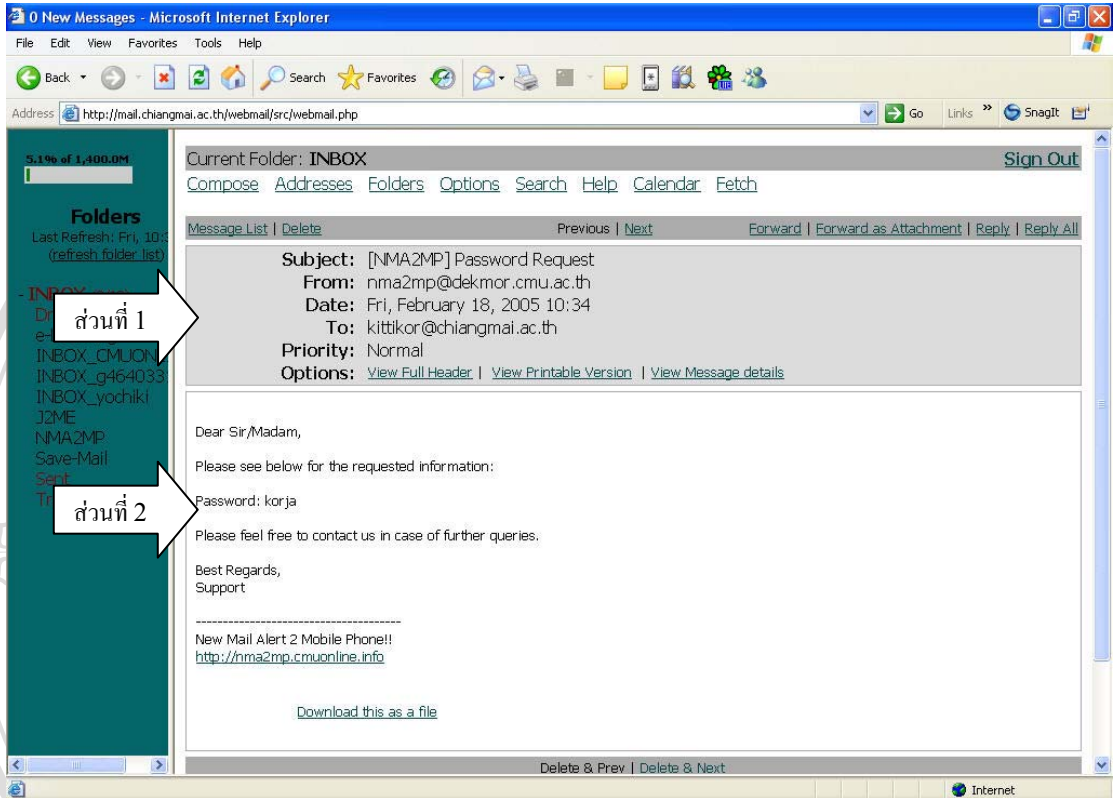 0 New Messages - Microsoft Internet Explorer
File Edit View Favorites Tools Help
Back Search Favorites
Address http://mail.chiangmai.ac.th/webmail/src/webmail.php Go Links » SnagIt
5.1% of 1,400.0M
Folders
Last Refresh: Fri, 10:3
(refresh folder list)
- INBOX
INBOX_CMUON
INBOX_g464033
INBOX_yochiki
J2ME
NMA2MP
Save-Mail
Sent
ส่วนที่ 1
ส่วนที่ 2
Current Folder: INBOX Sign Out
Compose Addresses Folders Options Search Help Calendar Fetch
Message List | Delete Previous | Next Forward | Forward as Attachment | Reply | Reply All
Subject: [NMA2MP] Password Request
From: nma2mp@dekmor.cmu.ac.th
Date: Fri, February 18, 2005 10:34
To: kittikor@chiangmai.ac.th
Priority: Normal
Options: View Full Header | View Printable Version | View Message details
Dear Sir/Madam,
Please see below for the requested information:
Password: korja
Please feel free to contact us in case of further queries.
Best Regards,
Support
------------------------------------
New Mail Alert 2 Mobile Phone!!
http://nma2mp.cmuonline.info
Download this as a file
Delete & Prev | Delete & Next
Internet